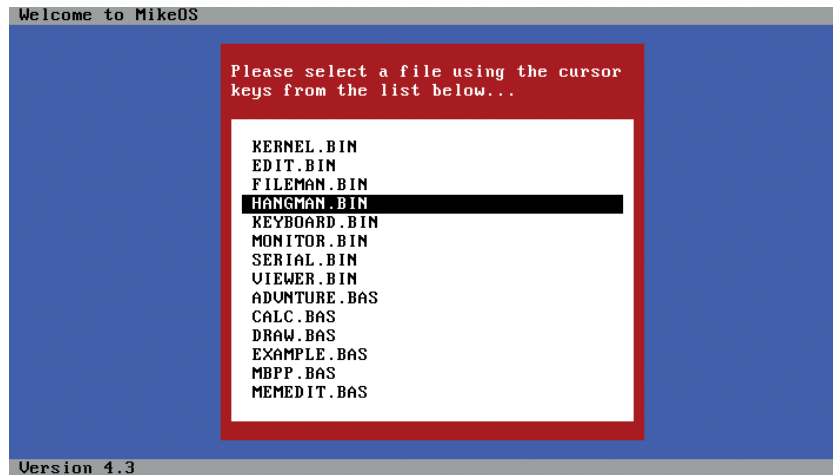 Welcome to MikeOS
Please select a file using the cursor
keys from the list below...
KERNEL.BIN
EDIT.BIN
FILEMAN.BIN
HANGMAN.BIN
KEYBOARD.BIN
MONITOR.BIN
SERIAL.BIN
VIEWER.BIN
ADVNTURE.BAS
CALC.BAS
DRAW.BAS
EXAMPLE.BAS
MBPP.BAS
MEMEDIT.BAS
Version 4.3